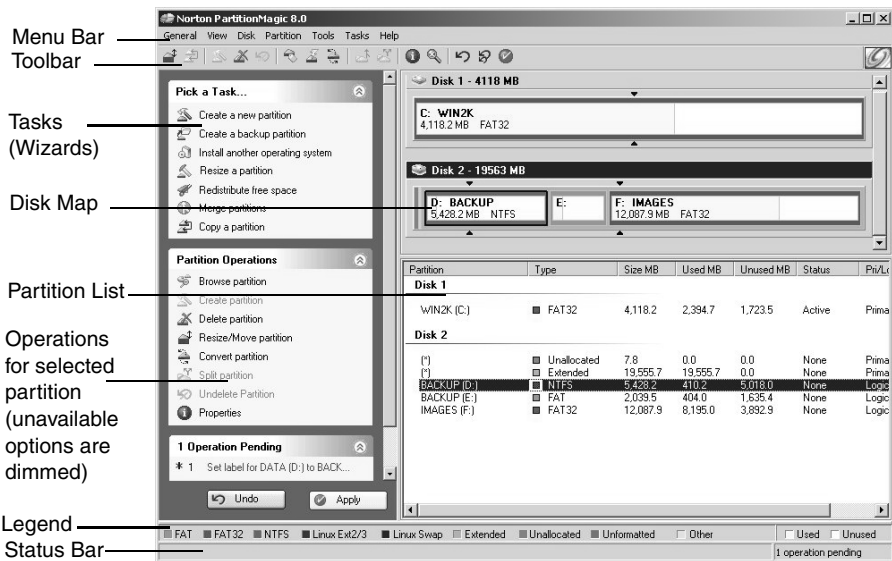 Norton PartitionMagic 8.0
General View Disk Partition Tools Tasks Help
Menu Bar
Toolbar
Tasks
(Wizards)
Disk Map
Partition List
Operations
for selected
partition
(unavailable
options are
dimmed)
Legend
Status Bar
Pick a Task...
Create a new partition
Create a backup partition
Install another operating system
Resize a partition
Redistribute free space
Merge partitions
Copy a partition
Partition Operations
Browse partition
Create partition
Delete partition
Resize/Move partition
Convert partition
Split partition
Undelete Partition
Properties
1 Operation Pending
1 Set label for DATA (D:) to BACK...
Undo Apply
Disk 1 - 4118 MB
C: WIN2K
4,118.2 MB FAT32
Disk 2 - 19563 MB
D: BACKUP
5,428.2 MB NTFS
E:
F: IMAGES
12,087.9 MB FAT32
Partition Type Size MB Used MB Unused MB Status Pri/Lo
Disk 1
WIN2K (C:) FAT32 4,118.2 2,394.7 1,723.5 Active Prima
Disk 2
(*) Unallocated 7.8 0.0 0.0 None Prima
(*) Extended 19,555.7 19,555.7 0.0 None Prima
BACKUP (D:) NTFS 5,428.2 410.2 5,018.0 None Logic
BACKUP (E:) FAT 2,039.5 404.0 1,635.4 None Logic
IMAGES (F:) FAT32 12,087.9 8,195.0 3,892.9 None Logic
FAT FAT32 NTFS Linux Ext2/3 Linux Swap Extended Unallocated Unformatted Other Used Unused
1 operation pending